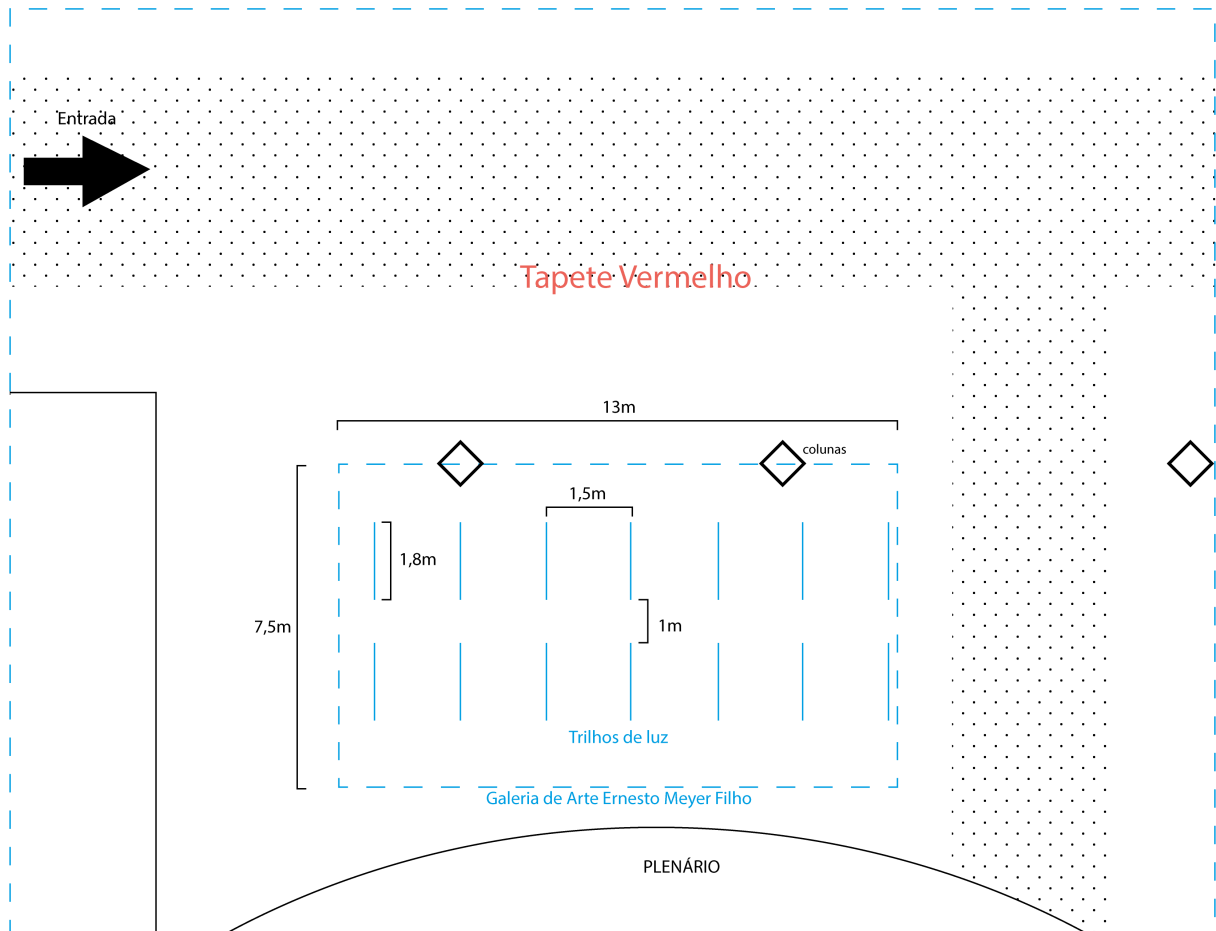 Entrada
Tapete Vermelho
13m
colunas
1,5m
1,8m
7,5m
1m
Trilhos de luz
Galeria de Arte Ernesto Meyer Filho
PLENÁRIO